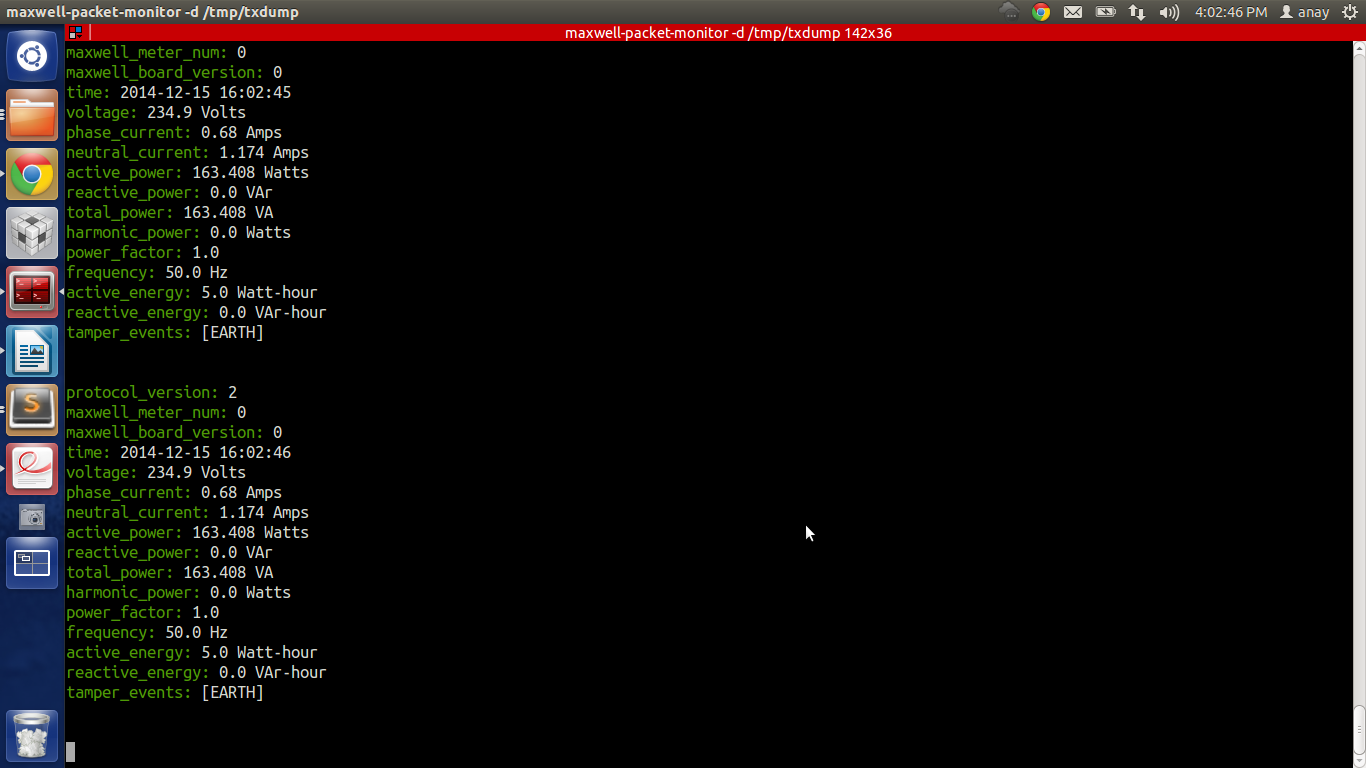 maxwell-packet-monitor -d /tmp/txdump
4:02:46 PM
anay
maxwell-packet-monitor -d /tmp/txdump 142x36
maxwell_meter_num: 0
maxwell_board_version: 0
time: 2014-12-15 16:02:45
voltage: 234.9 Volts
phase_current: 0.68 Amps
neutral_current: 1.174 Amps
active_power: 163.408 Watts
reactive_power: 0.0 VAr
total_power: 163.408 VA
harmonic_power: 0.0 Watts
power_factor: 1.0
frequency: 50.0 Hz
active_energy: 5.0 Watt-hour
reactive_energy: 0.0 VAr-hour
tamper_events: [EARTH]
protocol_version: 2
maxwell_meter_num: 0
maxwell_board_version: 0
time: 2014-12-15 16:02:46
voltage: 234.9 Volts
phase_current: 0.68 Amps
neutral_current: 1.174 Amps
active_power: 163.408 Watts
reactive_power: 0.0 VAr
total_power: 163.408 VA
harmonic_power: 0.0 Watts
power_factor: 1.0
frequency: 50.0 Hz
active_energy: 5.0 Watt-hour
reactive_energy: 0.0 VAr-hour
tamper_events: [EARTH]